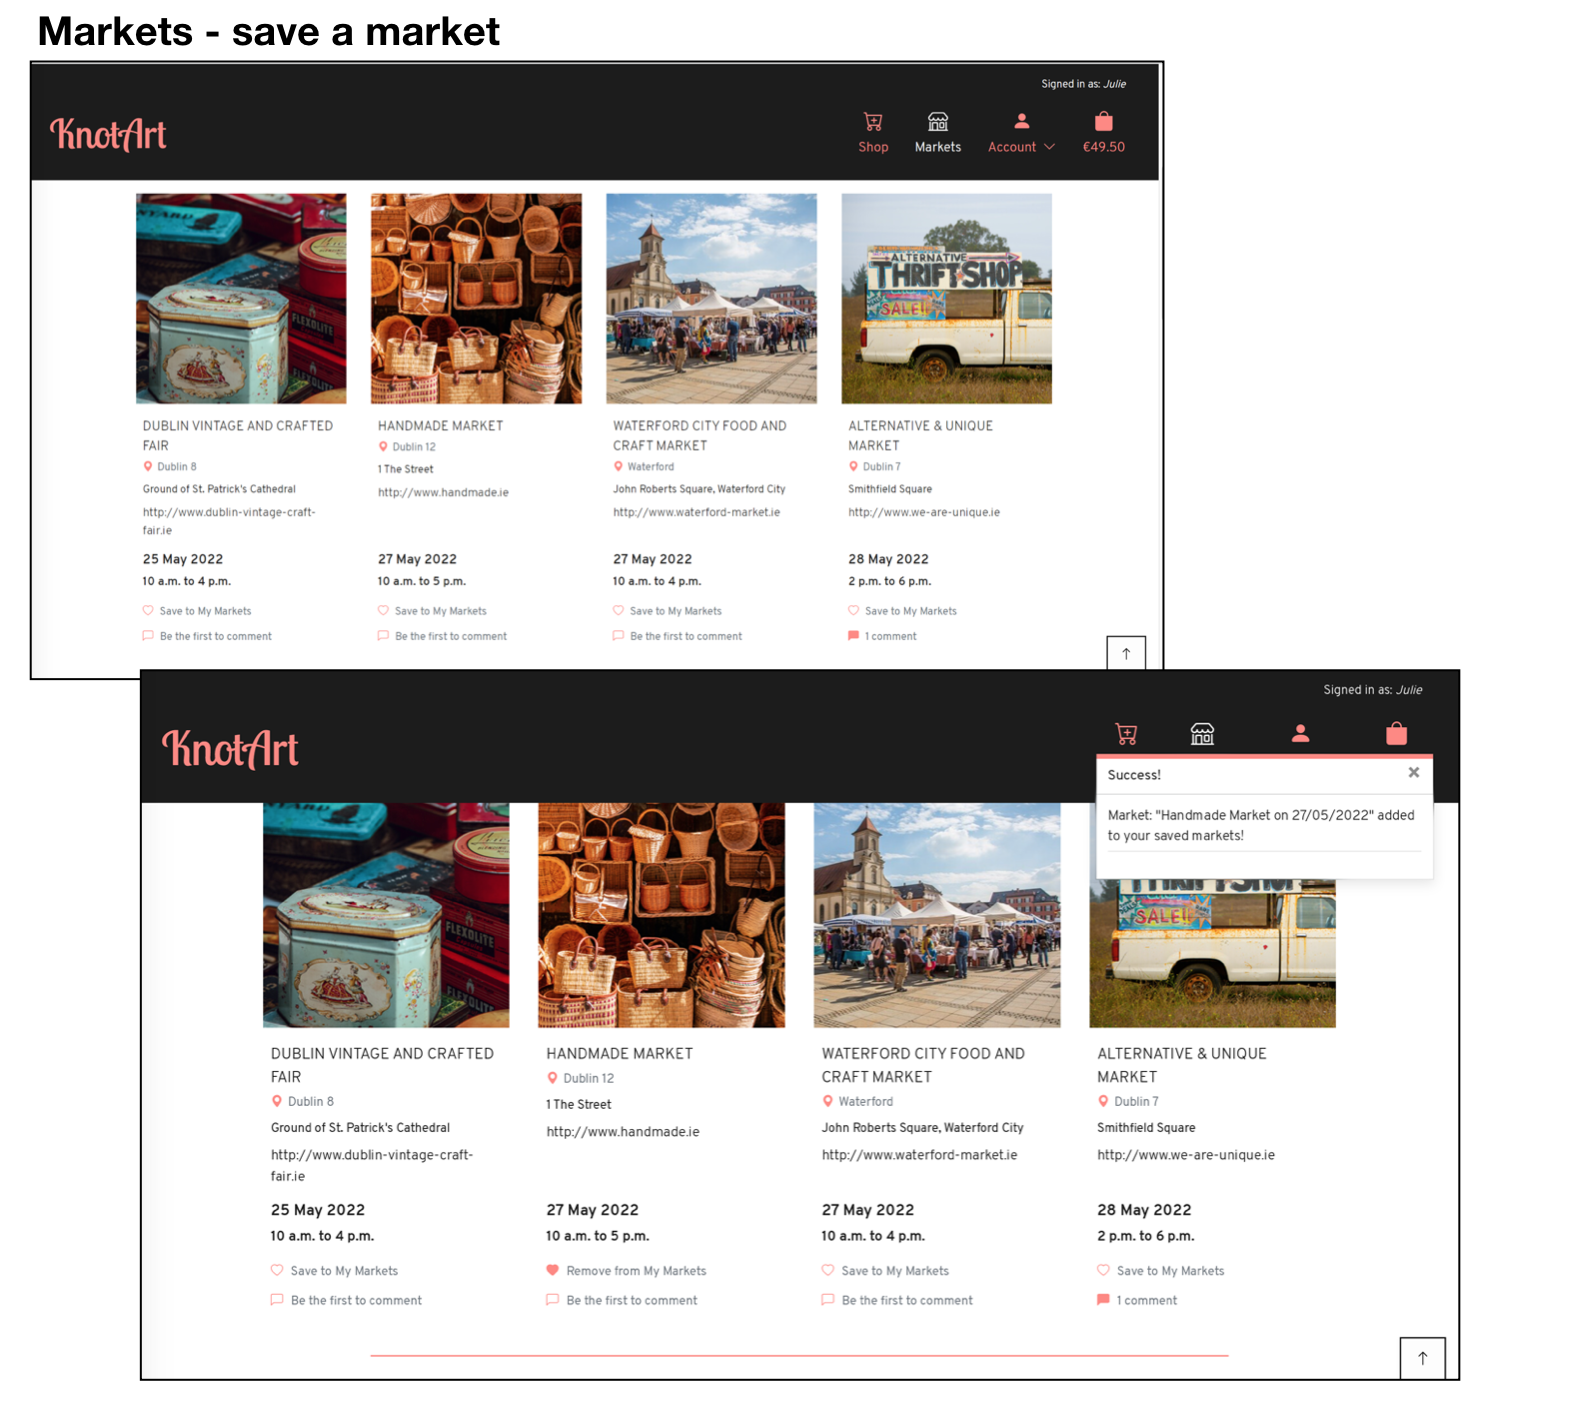 Markets - save a market
Signed in as: Julie
KnotArt
Shop
Markets
Account
€49.50
ALTERNATIVE
THRIFT SHOP
SALE!!
FLEXOLITE
FLEXOLITE
DUBLIN VINTAGE AND CRAFTED
FAIR
Dublin 8
Ground of St. Patrick's Cathedral
http://www.dublin-vintage-craft-
fair.ie
25 May 2022
10 a.m. to 4 p.m.
Save to My Markets
Be the first to comment
HANDMADE MARKET
Dublin 12
1 The Street
http://www.handmade.ie
27 May 2022
10 a.m. to 5 p.m.
Save to My Markets
Be the first to comment
WATERFORD CITY FOOD AND
CRAFT MARKET
Waterford
John Roberts Square, Waterford City
http://www.waterford-market.ie
27 May 2022
10 a.m. to 4 p.m.
Save to My Markets
Be the first to comment
ALTERNATIVE & UNIQUE
MARKET
Dublin 7
Smithfield Square
http://www.we-are-unique.ie
28 May 2022
2 p.m. to 6 p.m.
Save to My Markets
1 comment
Signed in as: Julie
KnotArt
Success!
Market: "Handmade Market on 27/05/2022" added
to your saved markets!
THRIFT SHOP
SALE!!
FLEXOLITE
FLEXOLITE
DUBLIN VINTAGE AND CRAFTED
FAIR
Dublin 8
Ground of St. Patrick's Cathedral
http://www.dublin-vintage-craft-
fair.ie
25 May 2022
10 a.m. to 4 p.m.
Save to My Markets
Be the first to comment
HANDMADE MARKET
Dublin 12
1 The Street
http://www.handmade.ie
27 May 2022
10 a.m. to 5 p.m.
Remove from My Markets
Be the first to comment
WATERFORD CITY FOOD AND
CRAFT MARKET
Waterford
John Roberts Square, Waterford City
http://www.waterford-market.ie
27 May 2022
10 a.m. to 4 p.m.
Save to My Markets
Be the first to comment
ALTERNATIVE & UNIQUE
MARKET
Dublin 7
Smithfield Square
http://www.we-are-unique.ie
28 May 2022
2 p.m. to 6 p.m.
Save to My Markets
1 comment